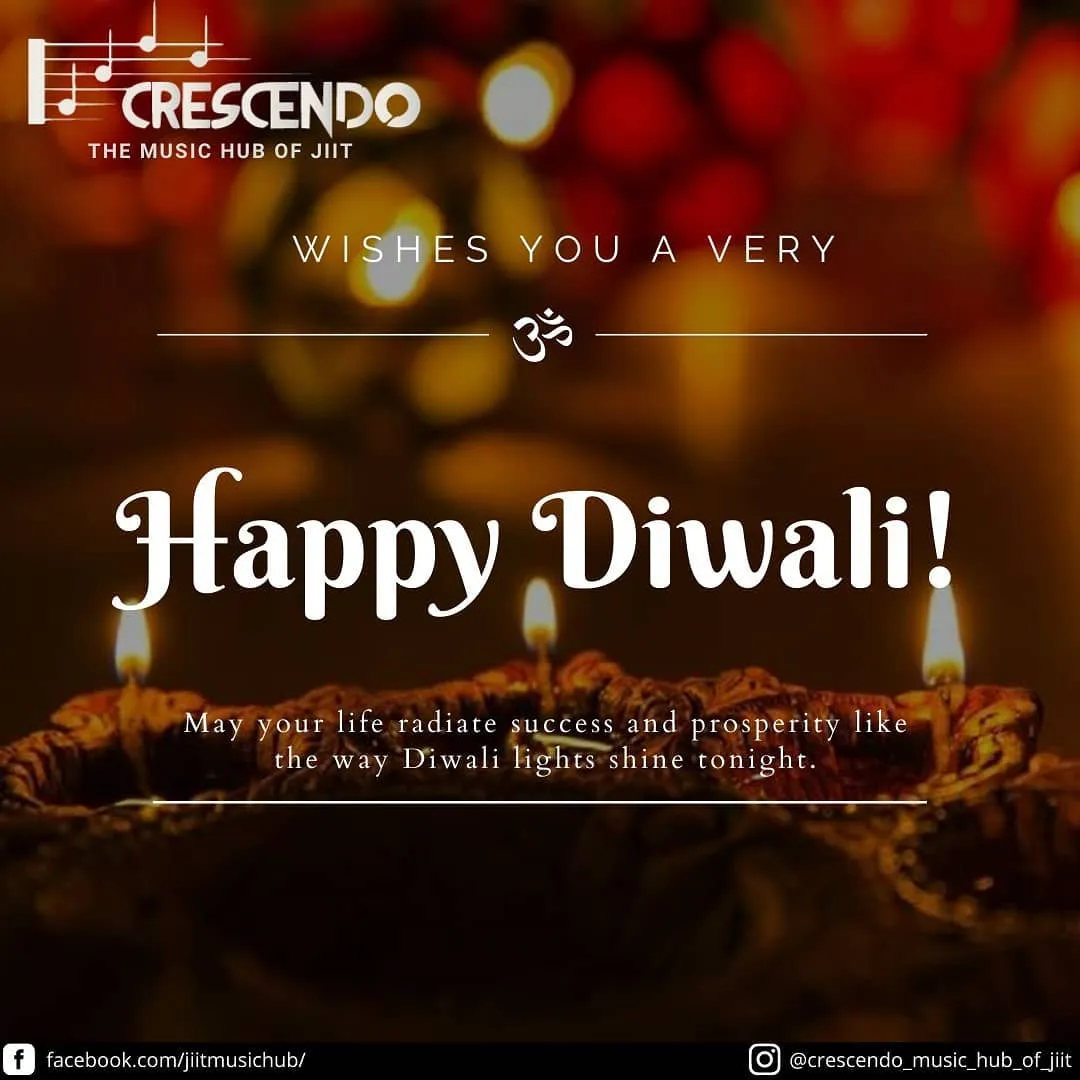 CRESCENDO
THE MUSIC HUB OF JIIT
WISHES YOU A VERY
ॐ
Happy Diwali!
May your life radiate success and prosperity like
the way Diwali lights shine tonight.
facebook.com/jiitmusichub/
@crescendo_music_hub_of_jiit